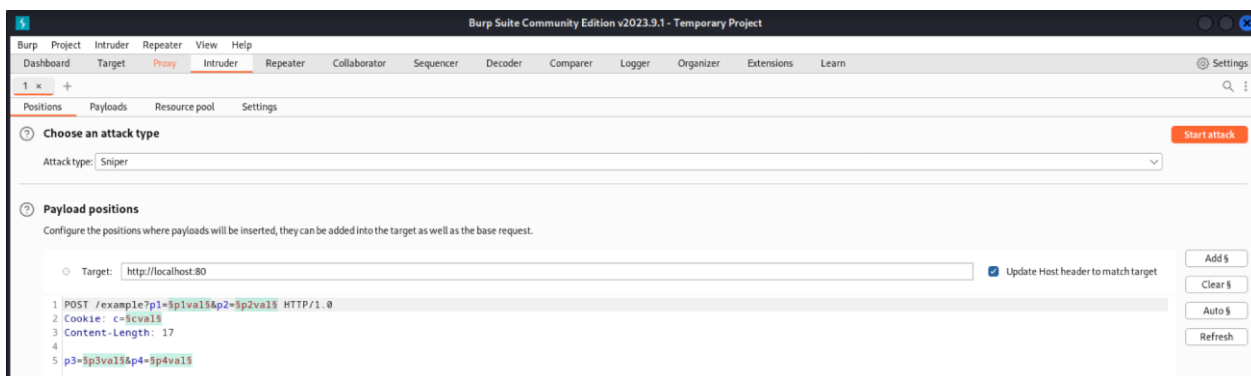 Burp Suite Community Edition v2023.9.1 - Temporary Project
Burp Project Intruder Repeater View Help
Dashboard Target Proxy Intruder Repeater Collaborator Sequencer Decoder Comparer Logger Organizer Extensions Learn Settings
1 × +
Positions Payloads Resource pool Settings
? Choose an attack type
Start attack
Attack type: Sniper
? Payload positions
Configure the positions where payloads will be inserted, they can be added into the target as well as the base request.
Add §
Target: http://localhost:80 Update Host header to match target
Clear §
1 POST /example?p1=§p1val§&p2=§p2val§ HTTP/1.0
2 Cookie: c=§cval§
Auto §
3 Content-Length: 17
4
Refresh
5 p3=§p3val§&p4=§p4val§